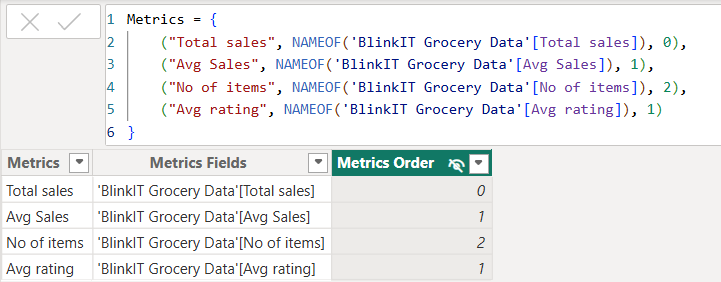 1 Metrics = {
2 ("Total sales", NAMEOF('BlinkIT Grocery Data'[Total sales]), 0),
3 ("Avg Sales", NAMEOF('BlinkIT Grocery Data'[Avg Sales]), 1),
4 ("No of items", NAMEOF('BlinkIT Grocery Data'[No of items]), 2),
5 ("Avg rating", NAMEOF('BlinkIT Grocery Data'[Avg rating]), 1)
6 }
Metrics Metrics Fields Metrics Order
Total sales 'BlinkIT Grocery Data'[Total sales] 0
Avg Sales 'BlinkIT Grocery Data'[Avg Sales] 1
No of items 'BlinkIT Grocery Data'[No of items] 2
Avg rating 'BlinkIT Grocery Data'[Avg rating] 1